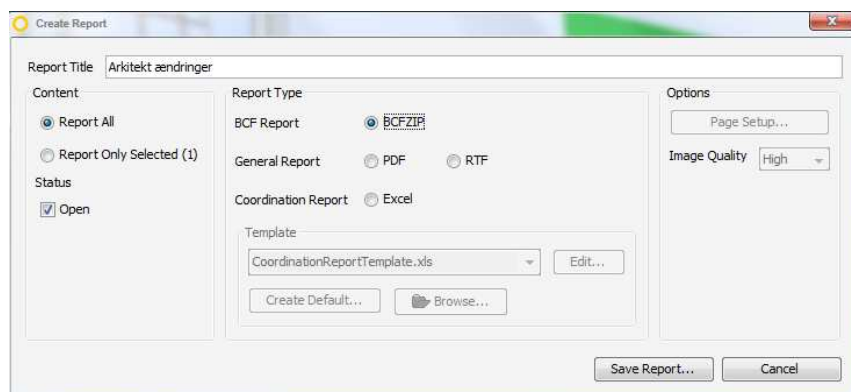 Create Report
Report Title Arkitekt ændringer
Content
Report All
Report Only Selected (1)
Status
Open
Report Type
BCF Report BCFZIP
General Report PDF RTF
Coordination Report Excel
Template
CoordinationReportTemplate.xls Edit...
Create Default... Browse...
Options
Page Setup...
Image Quality High
Save Report... Cancel